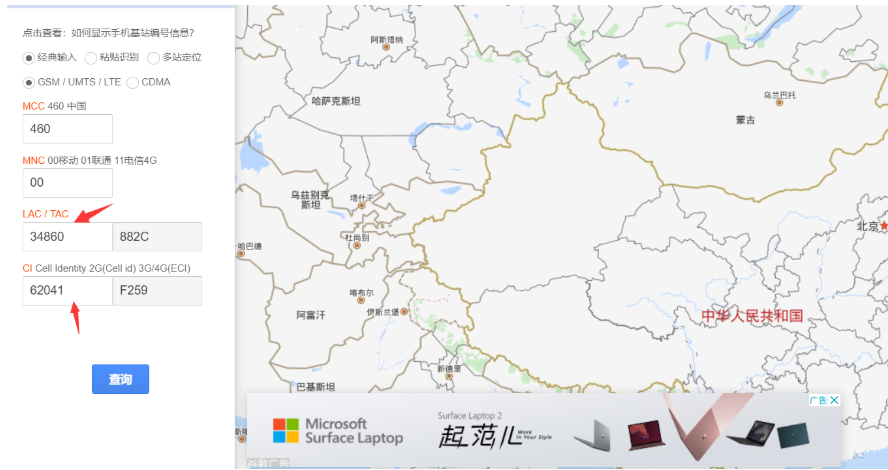 点击查看：如何显示手机基站编号信息?
经典输入 粘贴识别 多站定位
GSM / UMTS / LTE CDMA
MCC 460 中国
460
MNC 00移动 01联通 11电信4G
00
LAC / TAC
34860 882C
CI Cell Identity 2G(Cell id) 3G/4G(ECI)
62041 F259
查询
阿斯塔纳
哈萨克斯坦
乌兰巴托
蒙古
乌兹别克
斯坦
塔什干
北京
杜尚别
哈巴德
喀布尔
阿富汗
伊斯兰堡
中华人民共和国
新德里
巴基斯坦
广告
Microsoft
Surface Laptop
Surface Laptop 2
起范儿 Work in Your Style